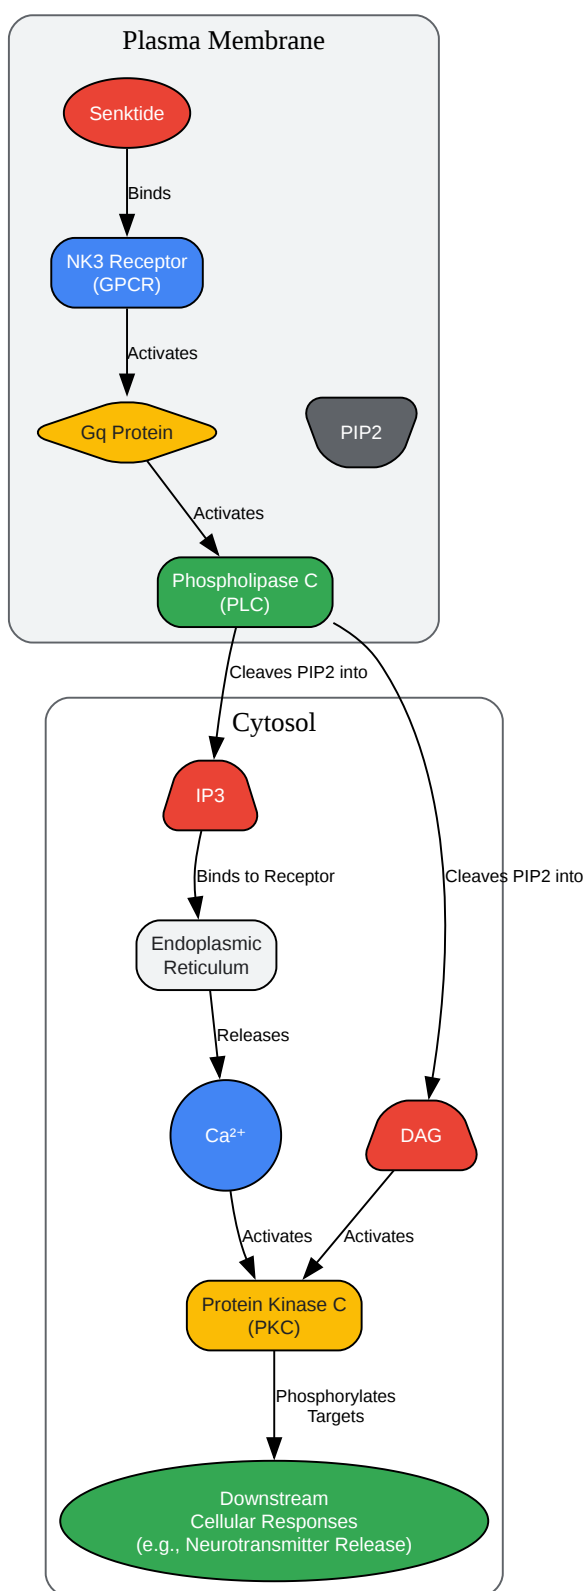 Plasma Membrane
Senktide
Binds
NK3 Receptor
(GPCR)
Activates
Gq Protein
PIP2
Activates
Phospholipase C
(PLC)
Cleaves PIP2 into
Cytosol
IP3
Binds to Receptor
Cleaves PIP2 into
Endoplasmic
Reticulum
Releases
Ca²⁺
DAG
Activates
Activates
Protein Kinase C
(PKC)
Phosphorylates
Targets
Downstream
Cellular Responses
(e.g., Neurotransmitter Release)